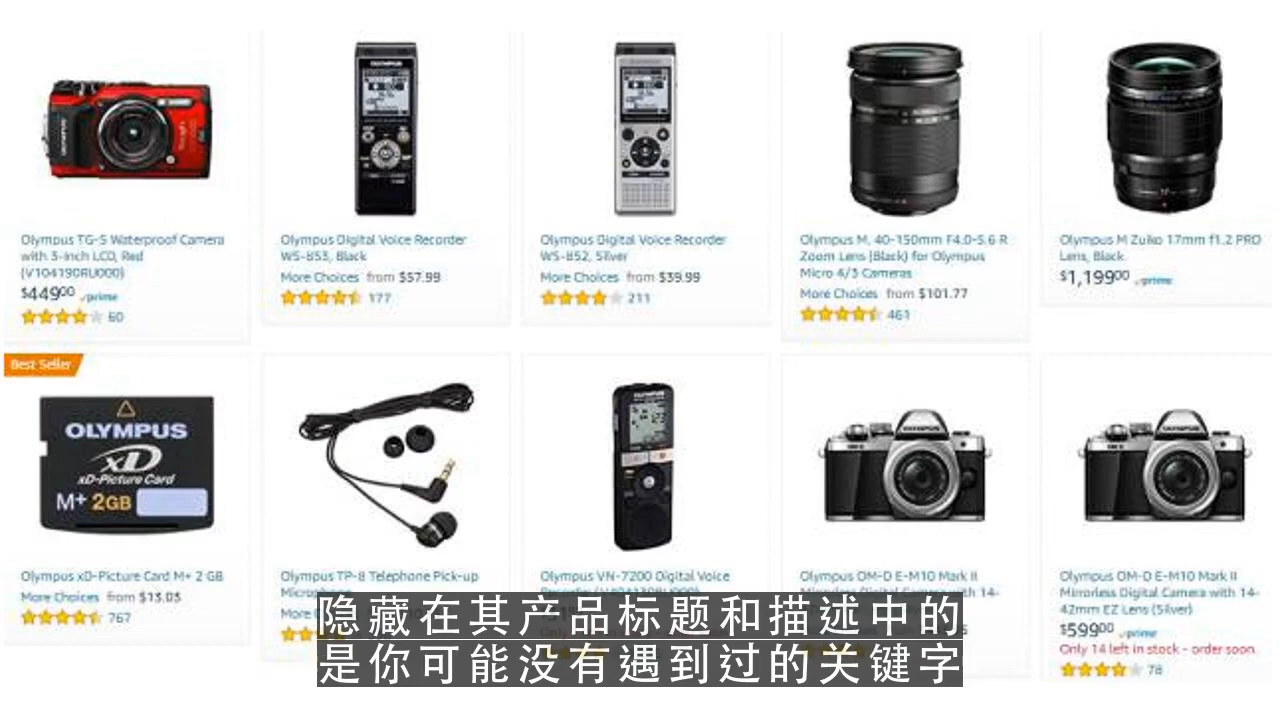 Olympus TG-5 Waterproof Camera
with 3-inch LCD, Red
(V104190RU000)
$449⁰⁰ prime
60
OLYMPUS
Olympus Digital Voice Recorder
WS-853, Black
More Choices from $57.99
177
Olympus Digital Voice Recorder
WS-852, Silver
More Choices from $39.99
211
Olympus M. 40-150mm F4.0-5.6 R
Zoom Lens (Black) for Olympus
Micro 4/3 Cameras
More Choices from $101.77
461
Olympus M Zuiko 17mm f1.2 PRO
Lens, Black
$1,199⁰⁰ prime
Best Seller
OLYMPUS
xD
xD-Picture Card
M+ 2GB
Olympus xD-Picture Card M+ 2 GB
More Choices from $13.03
767
Olympus TP-8 Telephone Pick-up
Olympus VN-7200 Digital Voice
Olympus OM-D E-M10 Mark II
Mirrorless Digital Camera with 14-
Olympus OM-D E-M10 Mark II
Mirrorless Digital Camera with 14-
42mm EZ Lens (Silver)
$599⁰⁰ prime
Only 14 left in stock - order soon.
78
隐藏在其产品标题和描述中的
是你可能没有遇到过的关键字